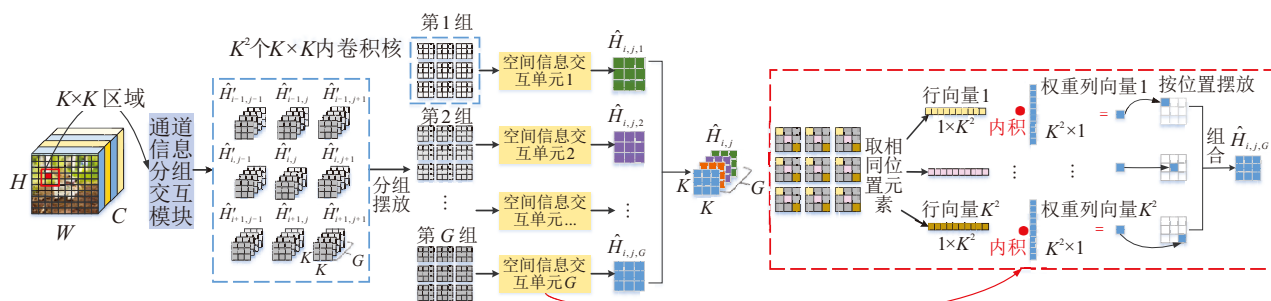 K×K 区域
H
W
C
通道
信息
分组
交互
模块
K²个K×K内卷积核
Ĥ′i−1,j−1
Ĥ′i−1,j
Ĥ′i−1,j+1
Ĥ′i,j−1
Ĥ′i,j
Ĥ′i,j+1
Ĥ′i+1,j−1
Ĥ′i+1,j
Ĥ′i+1,j+1
K
K
G
分组
摆放
第1组
第2组
⋮
第G组
空间信息交
互单元1
空间信息交
互单元2
空间信息交
互单元...
空间信息交
互单元G
Ĥi,j,1
Ĥi,j,2
⋮
Ĥi,j,G
Ĥi,j
K
K
G
取相
同位
置元
素
行向量1
1×K²
内积
权重列向量1
K²×1
=
按位置摆放
⋮
⋮
行向量K²
1×K²
内积
权重列向量K²
K²×1
=
组
合
Ĥi,j,G